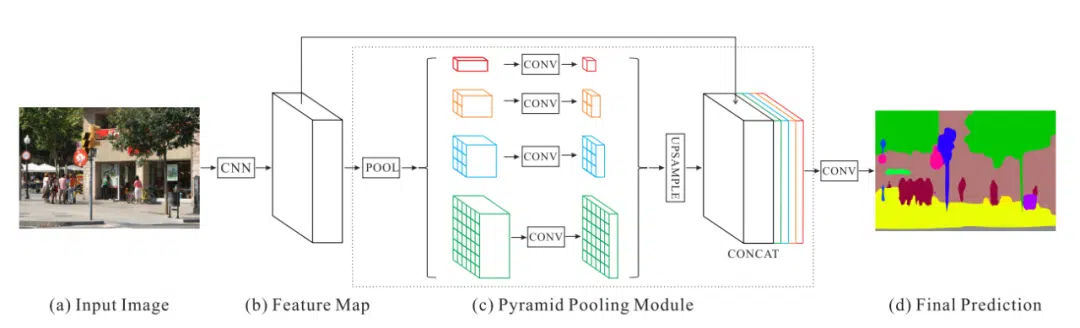 CNN
POOL
CONV
CONV
CONV
CONV
UPSAMPLE
CONCAT
CONV
(a) Input Image
(b) Feature Map
(c) Pyramid Pooling Module
(d) Final Prediction